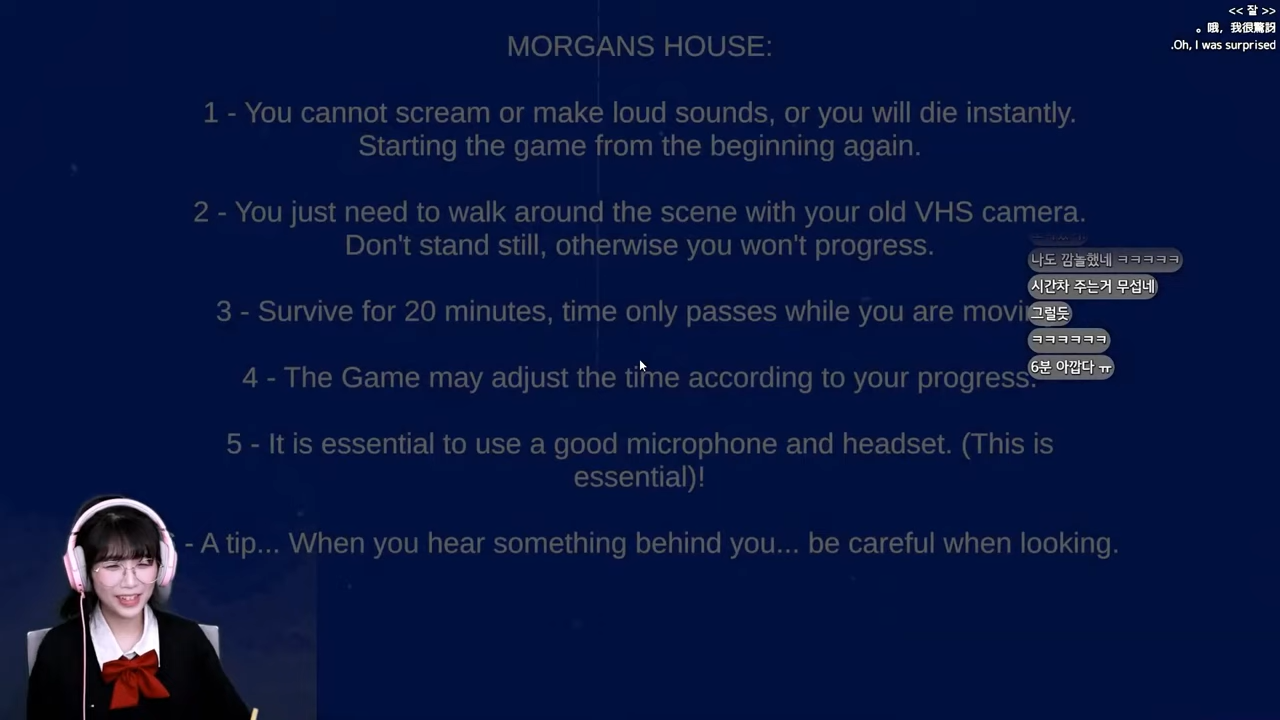 << 잘 >>
。哦，我很驚訝
.Oh, I was surprised
MORGANS HOUSE:
1 - You cannot scream or make loud sounds, or you will die instantly.
Starting the game from the beginning again.
2 - You just need to walk around the scene with your old VHS camera.
Don't stand still, otherwise you won't progress.
3 - Survive for 20 minutes, time only passes while you are movin
4 - The Game may adjust the time according to your progress.
5 - It is essential to use a good microphone and headset. (This is
essential)!
- A tip... When you hear something behind you... be careful when looking.
나도 깜놀했네 ㅋㅋㅋㅋㅋ
시간차 주는거 무섭네
그럴듯
ㅋㅋㅋㅋㅋㅋ
6분 아깝다 ㅠ